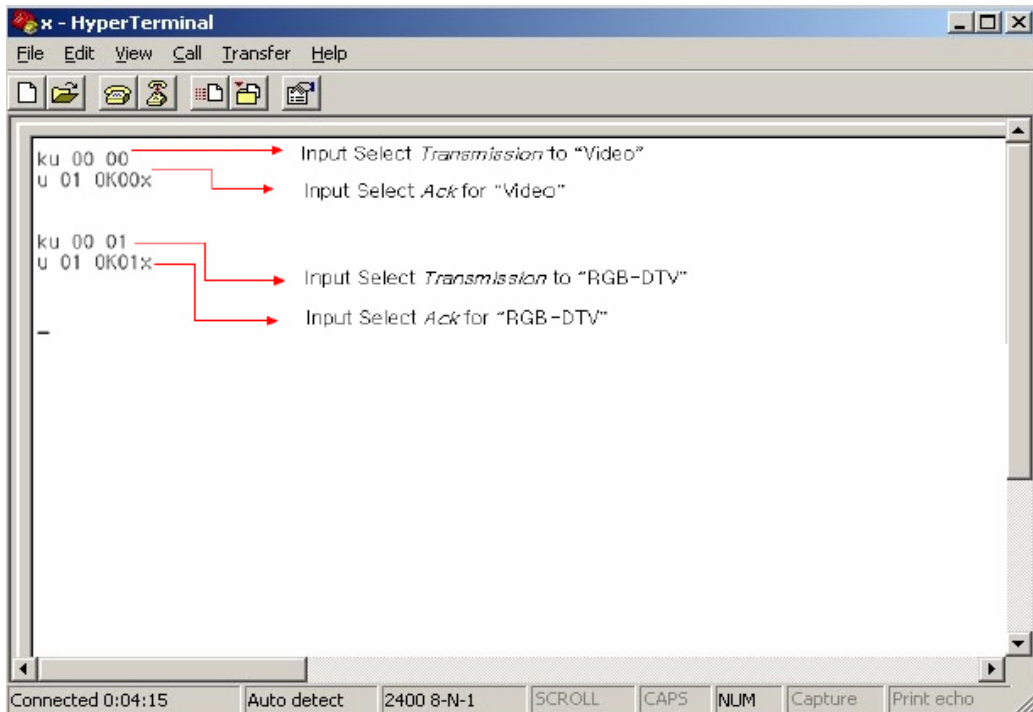 x - HyperTerminal
File Edit View Call Transfer Help
ku 00 00
Input Select Transmission to “Video”
u 01 0K00x
Input Select Ack for “Video”
ku 00 01
u 01 0K01x
Input Select Transmission to “RGB-DTV”
Input Select Ack for “RGB-DTV”
Connected 0:04:15 Auto detect 2400 8-N-1 SCROLL CAPS NUM Capture Print echo